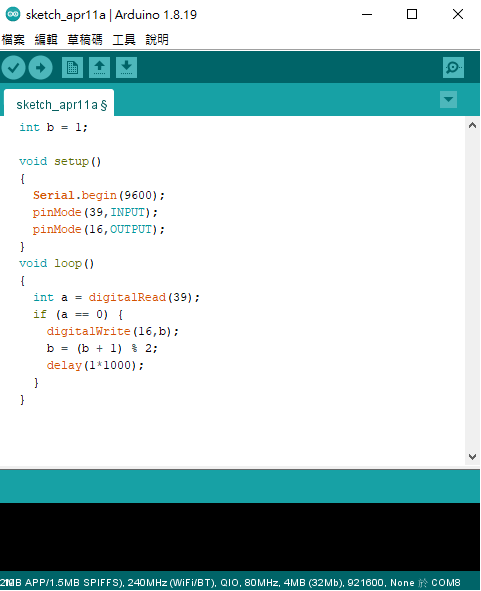 sketch_apr11a | Arduino 1.8.19
檔案 編輯 草稿碼 工具 說明
sketch_apr11a §
int b = 1;
void setup()
{
Serial.begin(9600);
pinMode(39,INPUT);
pinMode(16,OUTPUT);
}
void loop()
{
int a = digitalRead(39);
if (a == 0) {
digitalWrite(16,b);
b = (b + 1) % 2;
delay(1*1000);
}
}
MB APP/1.5MB SPIFFS), 240MHz (WiFi/BT), QIO, 80MHz, 4MB (32Mb), 921600, None 於 COM8